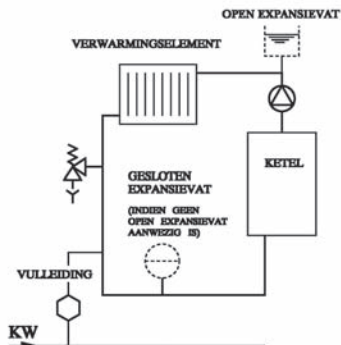 OPEN EXPANSIEVAT
VERWARMINGSELEMENT
KETEL
GESLOTEN
EXPANSIEVAT
(INDIEN GEEN
OPEN EXPANSIEVAT
AANWEZIG IS)
VULLEIDING
KW